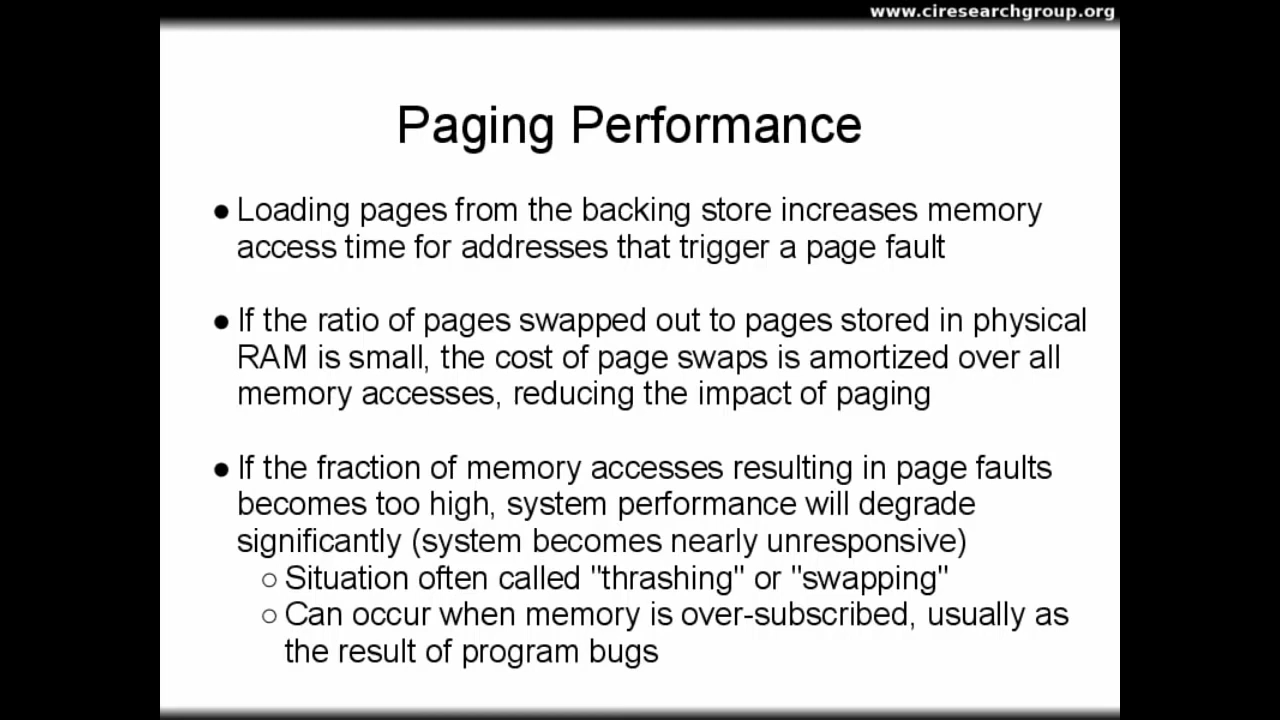 www.ciresearchgroup.org
Paging Performance
● Loading pages from the backing store increases memory
access time for addresses that trigger a page fault
● If the ratio of pages swapped out to pages stored in physical
RAM is small, the cost of page swaps is amortized over all
memory accesses, reducing the impact of paging
● If the fraction of memory accesses resulting in page faults
becomes too high, system performance will degrade
significantly (system becomes nearly unresponsive)
○ Situation often called "thrashing" or "swapping"
○ Can occur when memory is over-subscribed, usually as
the result of program bugs